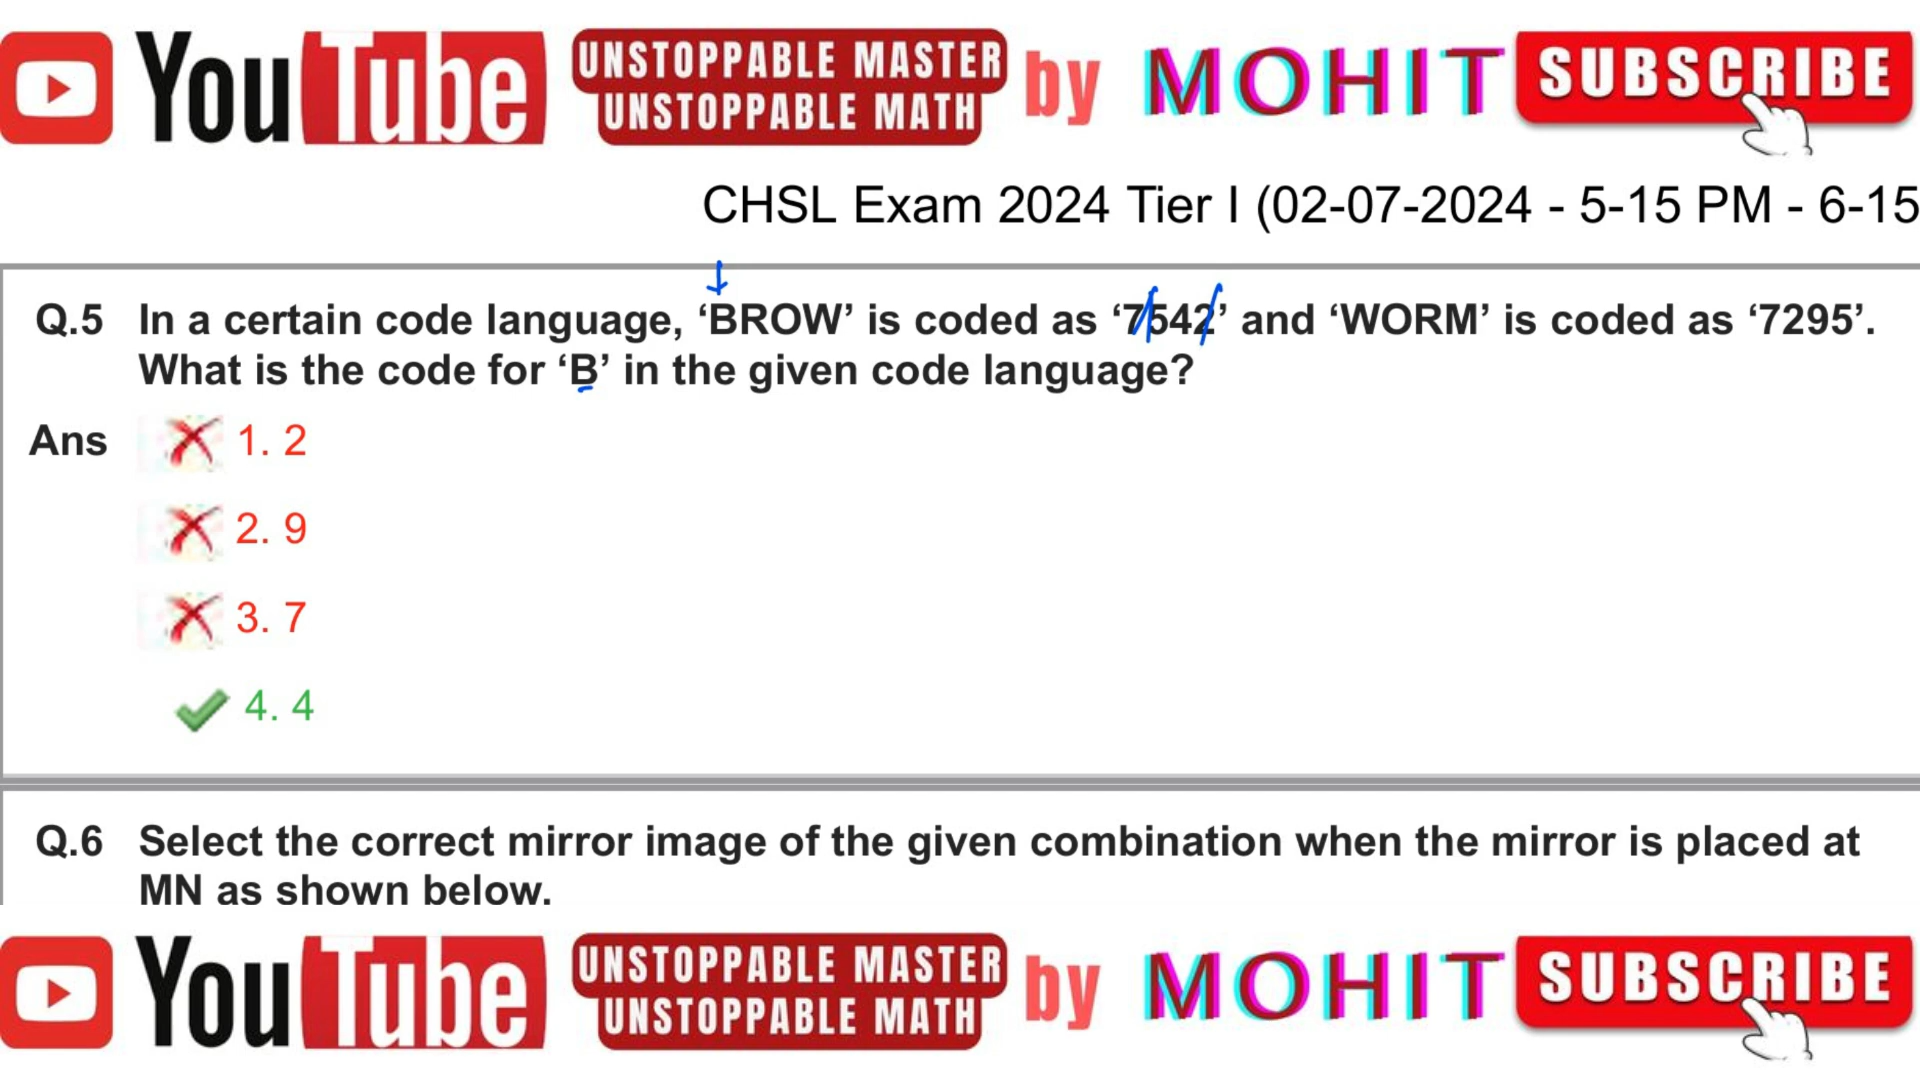 YouTube UNSTOPPABLE MASTER by MOHIT SUBSCRIBE
UNSTOPPABLE MATH
CHSL Exam 2024 Tier I (02-07-2024 - 5-15 PM - 6-15
Q.5 In a certain code language, ‘BROW’ is coded as ‘7542’ and ‘WORM’ is coded as ‘7295’.
What is the code for ‘B’ in the given code language?
Ans 1. 2
2. 9
3. 7
4. 4
Q.6 Select the correct mirror image of the given combination when the mirror is placed at
MN as shown below.
YouTube UNSTOPPABLE MASTER by MOHIT SUBSCRIBE
UNSTOPPABLE MATH